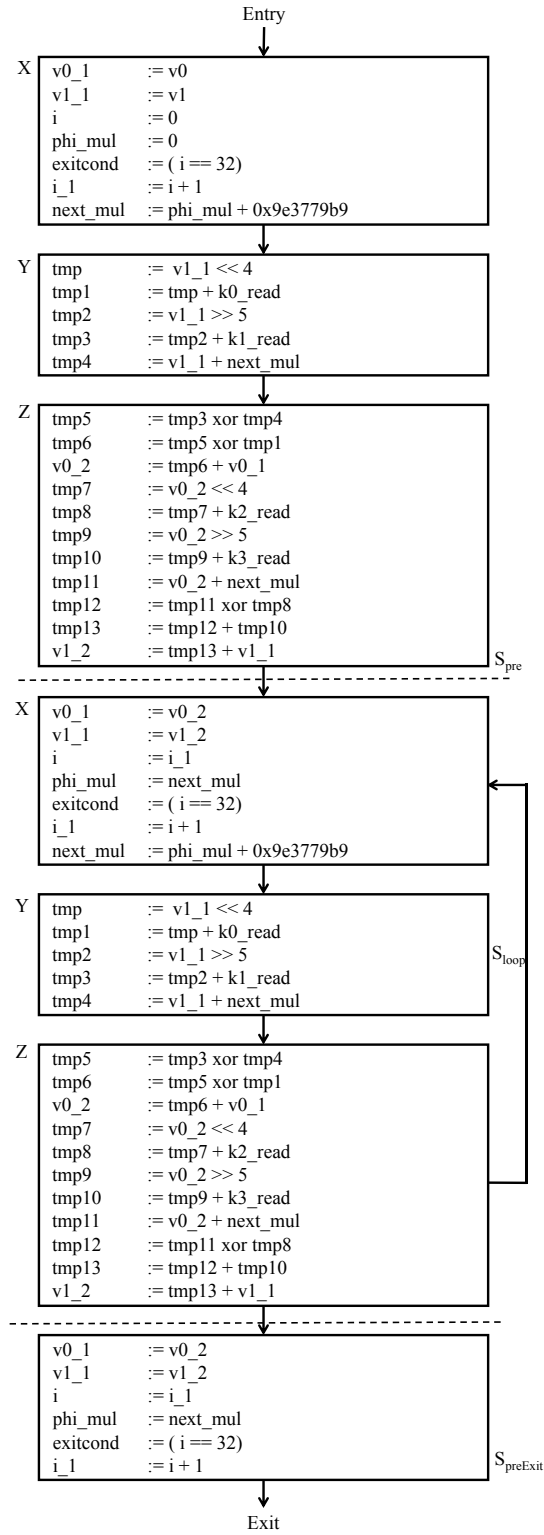 Entry
X
v0_1 := v0
v1_1 := v1
i := 0
phi_mul := 0
exitcond := ( i == 32)
i_1 := i + 1
next_mul := phi_mul + 0x9e3779b9
Y
tmp := v1_1 << 4
tmp1 := tmp + k0_read
tmp2 := v1_1 >> 5
tmp3 := tmp2 + k1_read
tmp4 := v1_1 + next_mul
Z
tmp5 := tmp3 xor tmp4
tmp6 := tmp5 xor tmp1
v0_2 := tmp6 + v0_1
tmp7 := v0_2 << 4
tmp8 := tmp7 + k2_read
tmp9 := v0_2 >> 5
tmp10 := tmp9 + k3_read
tmp11 := v0_2 + next_mul
tmp12 := tmp11 xor tmp8
tmp13 := tmp12 + tmp10
v1_2 := tmp13 + v1_1
Spre
X
v0_1 := v0_2
v1_1 := v1_2
i := i_1
phi_mul := next_mul
exitcond := ( i == 32)
i_1 := i + 1
next_mul := phi_mul + 0x9e3779b9
Y
tmp := v1_1 << 4
tmp1 := tmp + k0_read
tmp2 := v1_1 >> 5
tmp3 := tmp2 + k1_read
tmp4 := v1_1 + next_mul
Sloop
Z
tmp5 := tmp3 xor tmp4
tmp6 := tmp5 xor tmp1
v0_2 := tmp6 + v0_1
tmp7 := v0_2 << 4
tmp8 := tmp7 + k2_read
tmp9 := v0_2 >> 5
tmp10 := tmp9 + k3_read
tmp11 := v0_2 + next_mul
tmp12 := tmp11 xor tmp8
tmp13 := tmp12 + tmp10
v1_2 := tmp13 + v1_1
v0_1 := v0_2
v1_1 := v1_2
i := i_1
phi_mul := next_mul
exitcond := ( i == 32)
i_1 := i + 1
SpreExit
Exit